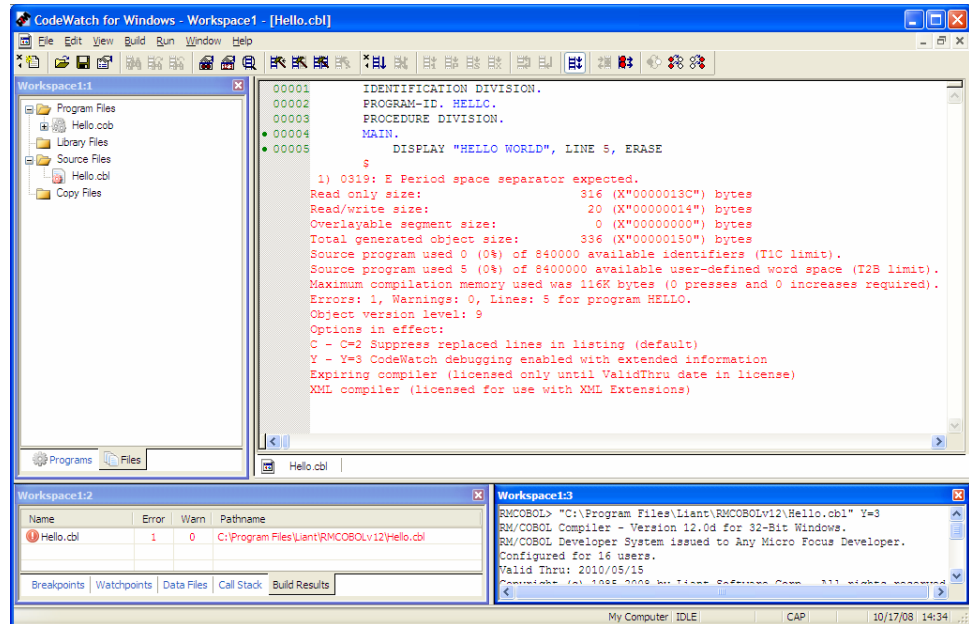 CodeWatch for Windows - Workspace1 - [Hello.cbl]
File Edit View Build Run Window Help
Workspace1:1
Program Files
Hello.cob
Library Files
Source Files
Hello.cbl
Copy Files
Programs Files
00001 IDENTIFICATION DIVISION.
00002 PROGRAM-ID. HELLO.
00003 PROCEDURE DIVISION.
00004 MAIN.
00005 DISPLAY "HELLO WORLD", LINE 5, ERASE
$
1) 0319: E Period space separator expected.
Read only size: 316 (X"0000013C") bytes
Read/write size: 20 (X"00000014") bytes
Overlayable segment size: 0 (X"00000000") bytes
Total generated object size: 336 (X"00000150") bytes
Source program used 0 (0%) of 840000 available identifiers (T1C limit).
Source program used 5 (0%) of 8400000 available user-defined word space (T2B limit).
Maximum compilation memory used was 116K bytes (0 presses and 0 increases required).
Errors: 1, Warnings: 0, Lines: 5 for program HELLO.
Object version level: 9
Options in effect:
C - C=2 Suppress replaced lines in listing (default)
Y - Y=3 CodeWatch debugging enabled with extended information
Expiring compiler (licensed only until ValidThru date in license)
XML compiler (licensed for use with XML Extensions)
Hello.cbl
Workspace1:2
Name Error Warn Pathname
Hello.cbl 1 0 C:\Program Files\Liant\RMCOBOLv12\Hello.cbl
Breakpoints Watchpoints Data Files Call Stack Build Results
Workspace1:3
RMCOBOL> "C:\Program Files\Liant\RMCOBOLv12\Hello.cbl" Y=3
RM/COBOL Compiler - Version 12.0d for 32-Bit Windows.
RM/COBOL Developer System issued to Any Micro Focus Developer.
Configured for 16 users.
Valid Thru: 2010/05/15
Copyright (c) 1985-2008 by Liant Software Corp. All rights reserved
My Computer IDLE CAP 10/17/08 14:34